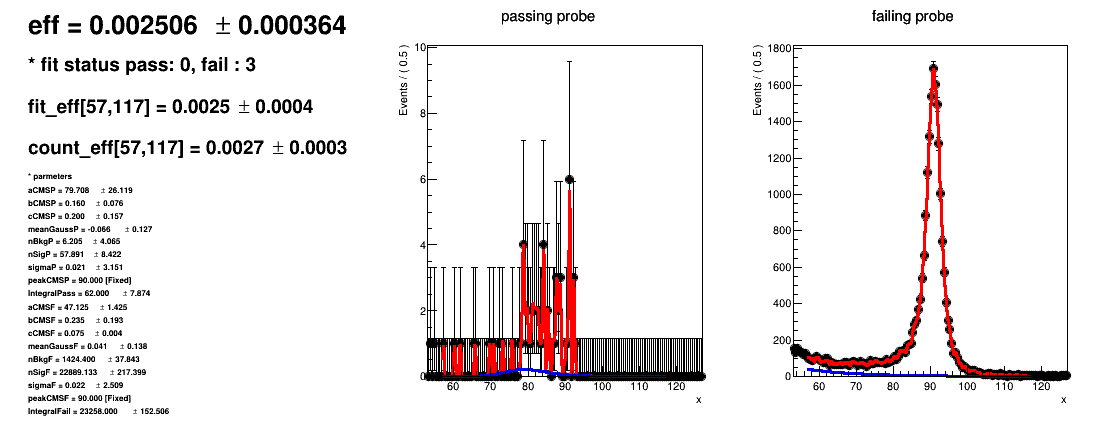 eff = 0.002506 ± 0.000364
* fit status pass: 0, fail : 3
fit_eff[57,117] = 0.0025 ± 0.0004
count_eff[57,117] = 0.0027 ± 0.0003
* parmeters
aCMSP = 79.708 ± 26.119
bCMSP = 0.160 ± 0.076
cCMSP = 0.200 ± 0.157
meanGaussP = -0.066 ± 0.127
nBkgP = 6.205 ± 4.065
nSigP = 57.891 ± 8.422
sigmaP = 0.021 ± 3.151
peakCMSP = 90.000 [Fixed]
IntegralPass = 62.000 ± 7.874
aCMSF = 47.125 ± 1.425
bCMSF = 0.235 ± 0.193
cCMSF = 0.075 ± 0.004
meanGaussF = 0.041 ± 0.138
nBkgF = 1424.400 ± 37.843
nSigF = 22889.133 ± 217.399
sigmaF = 0.022 ± 2.509
peakCMSF = 90.000 [Fixed]
IntegralFail = 23258.000 ± 152.506
passing probe
Events / ( 0.5 )
10
8
6
4
2
0
60 70 80 90 100 110 120
x
failing probe
Events / ( 0.5 )
1800
1600
1400
1200
1000
800
600
400
200
0
60 70 80 90 100 110 120
x